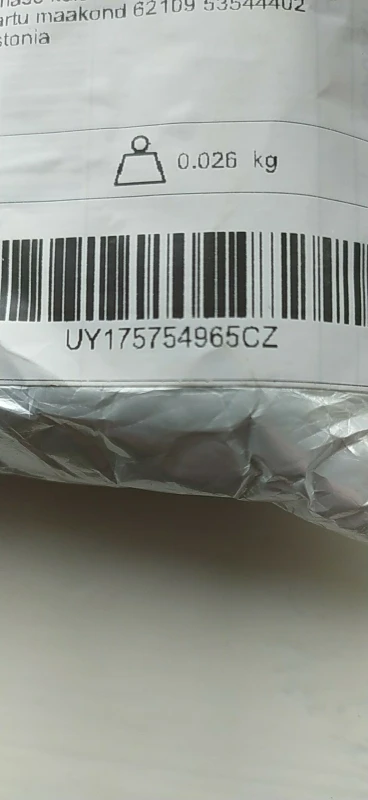 artu maakond 62109 53544402
stonia
0.026 kg
UY175754965CZ